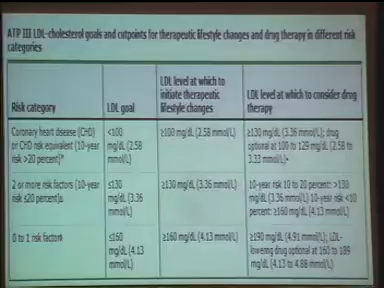 ATP III LDL-cholesterol goals and cutpoints for therapeutic lifestyle changes and drug therapy in different risk
categories
Risk category
LDL goal
LDL level at which to
initiate therapeutic
lifestyle changes
LDL level at which to consider drug
therapy
Coronary heart disease (CHD)
or CHD risk equivalent (10-year
risk >20 percent)*
<100
mg/dL (2.58
mmol/L)
≥100 mg/dL (2.58 mmol/L)
≥130 mg/dL (3.36 mmol/L); drug
optional at 100 to 129 mg/dL (2.58 to
3.33 mmol/L)•
2 or more risk factors (10-year
risk ≤20 percent)
≤130
mg/dL (3.36
mmol/L)
≥130 mg/dL (3.36 mmol/L)
10-year risk 10 to 20 percent: >130
mg/dL (3.36 mmol/L) 10-year risk <10
percent: ≥160 mg/dL (4.13 mmol/L)
0 to 1 risk factor
≤160
mg/dL (4.13
mmol/L)
≥160 mg/dL (4.13 mmol/L)
≥190 mg/dL (4.91 mmol/L); LDL-
lowering drug optional at 160 to 189
mg/dL (4.13 to 4.88 mmol/L)